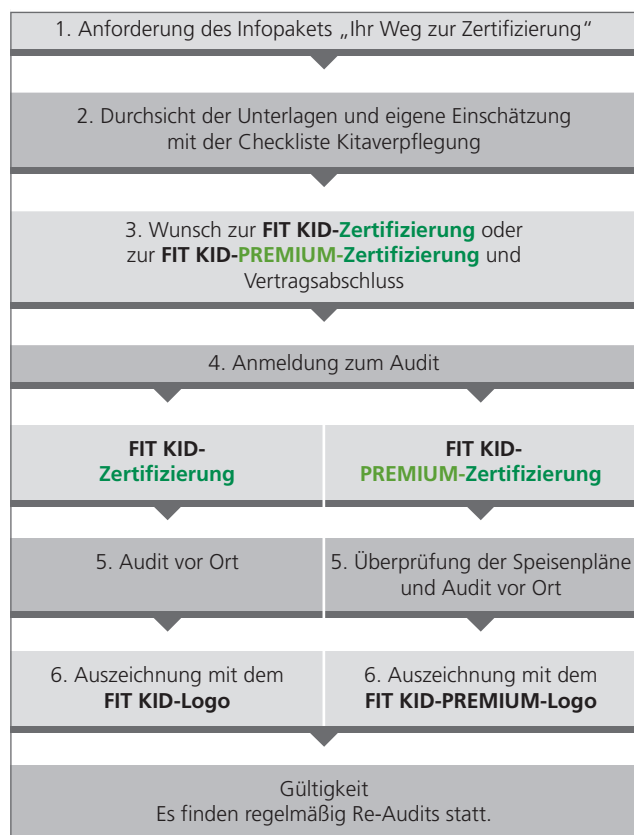 1. Anforderung des Infopakets „Ihr Weg zur Zertifizierung“
2. Durchsicht der Unterlagen und eigene Einschätzung
mit der Checkliste Kitaverpflegung
3. Wunsch zur FIT KID-Zertifizierung oder
zur FIT KID-PREMIUM-Zertifizierung und
Vertragsabschluss
4. Anmeldung zum Audit
FIT KID-
Zertifizierung
FIT KID-
PREMIUM-Zertifizierung
5. Audit vor Ort
5. Überprüfung der Speisenpläne
und Audit vor Ort
6. Auszeichnung mit dem
FIT KID-Logo
6. Auszeichnung mit dem
FIT KID-PREMIUM-Logo
Gültigkeit
Es finden regelmäßig Re-Audits statt.